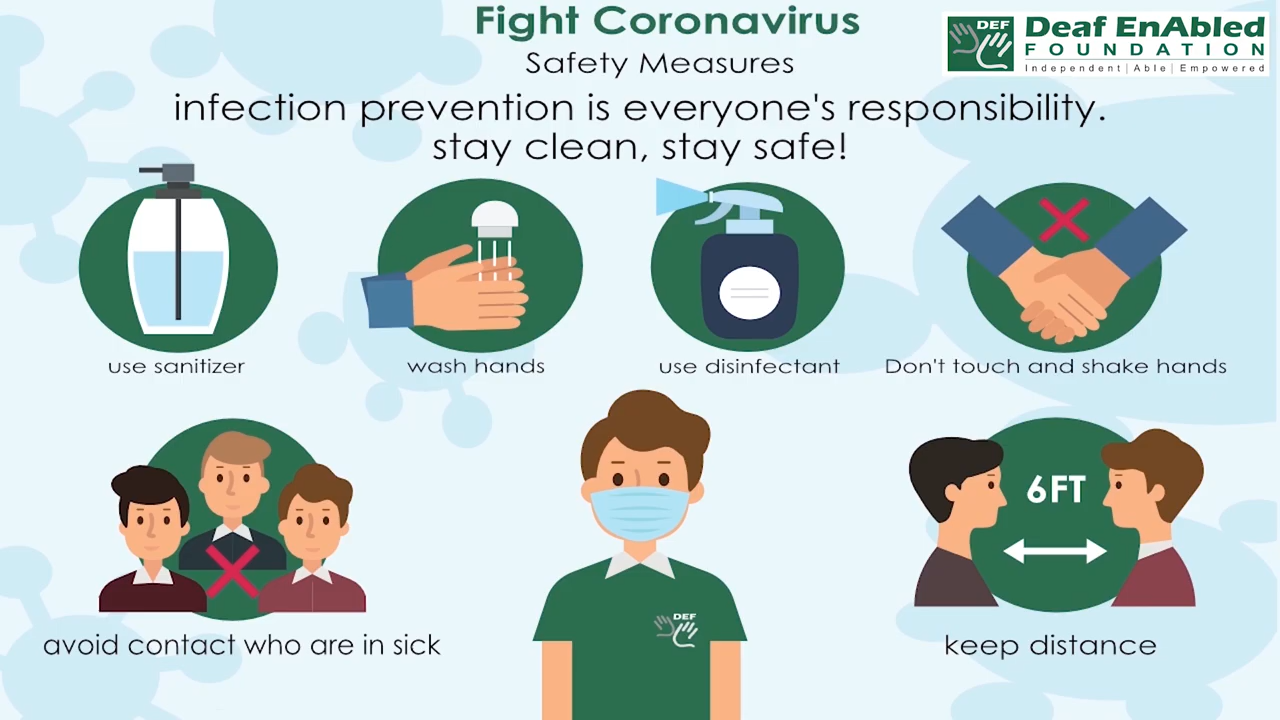 Fight Coronavirus
Safety Measures
DEF
Deaf EnAbled
FOUNDATION
Independent | Able | Empowered
infection prevention is everyone's responsibility.
stay clean, stay safe!
use sanitizer
wash hands
use disinfectant
Don't touch and shake hands
6FT
DEF
avoid contact who are in sick
keep distance